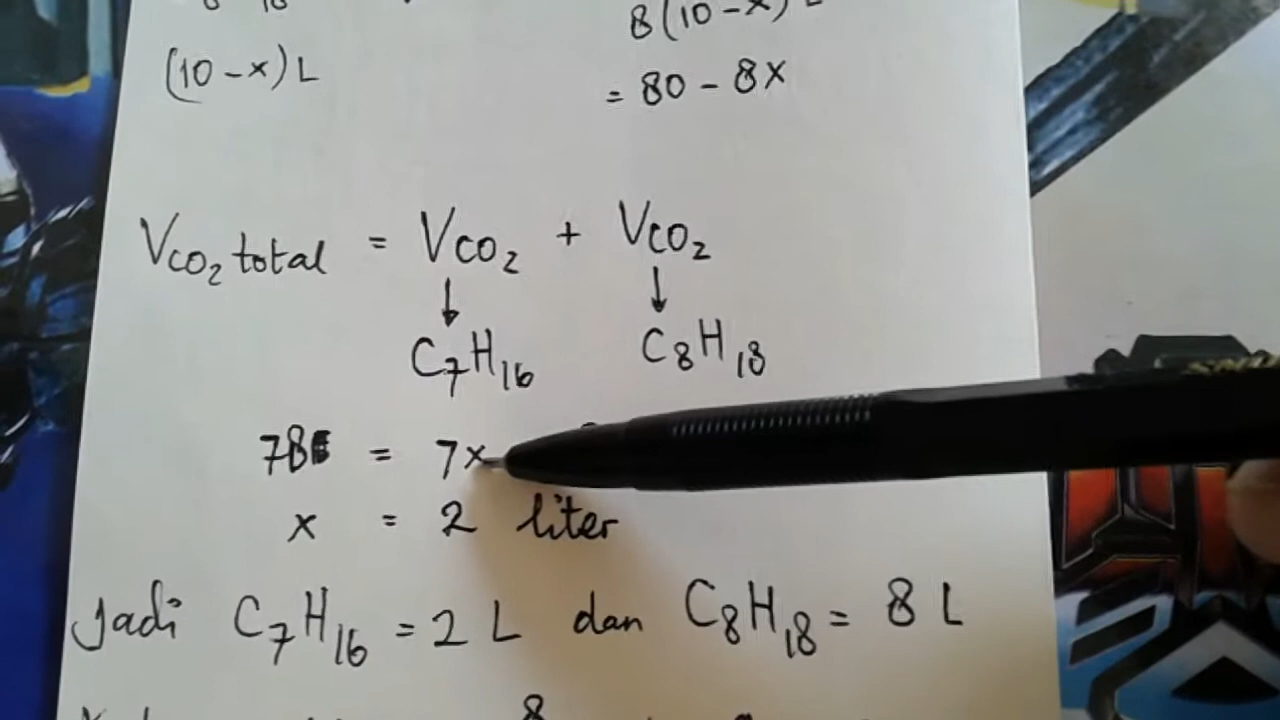 8(10-x) L
(10-x) L
= 80 - 8x
VCO₂ total = VCO₂ + VCO₂
↓ ↓
C₇H₁₆ C₈H₁₈
78 = 7x
x = 2 liter
Jadi C₇H₁₆ = 2 L dan C₈H₁₈ = 8 L